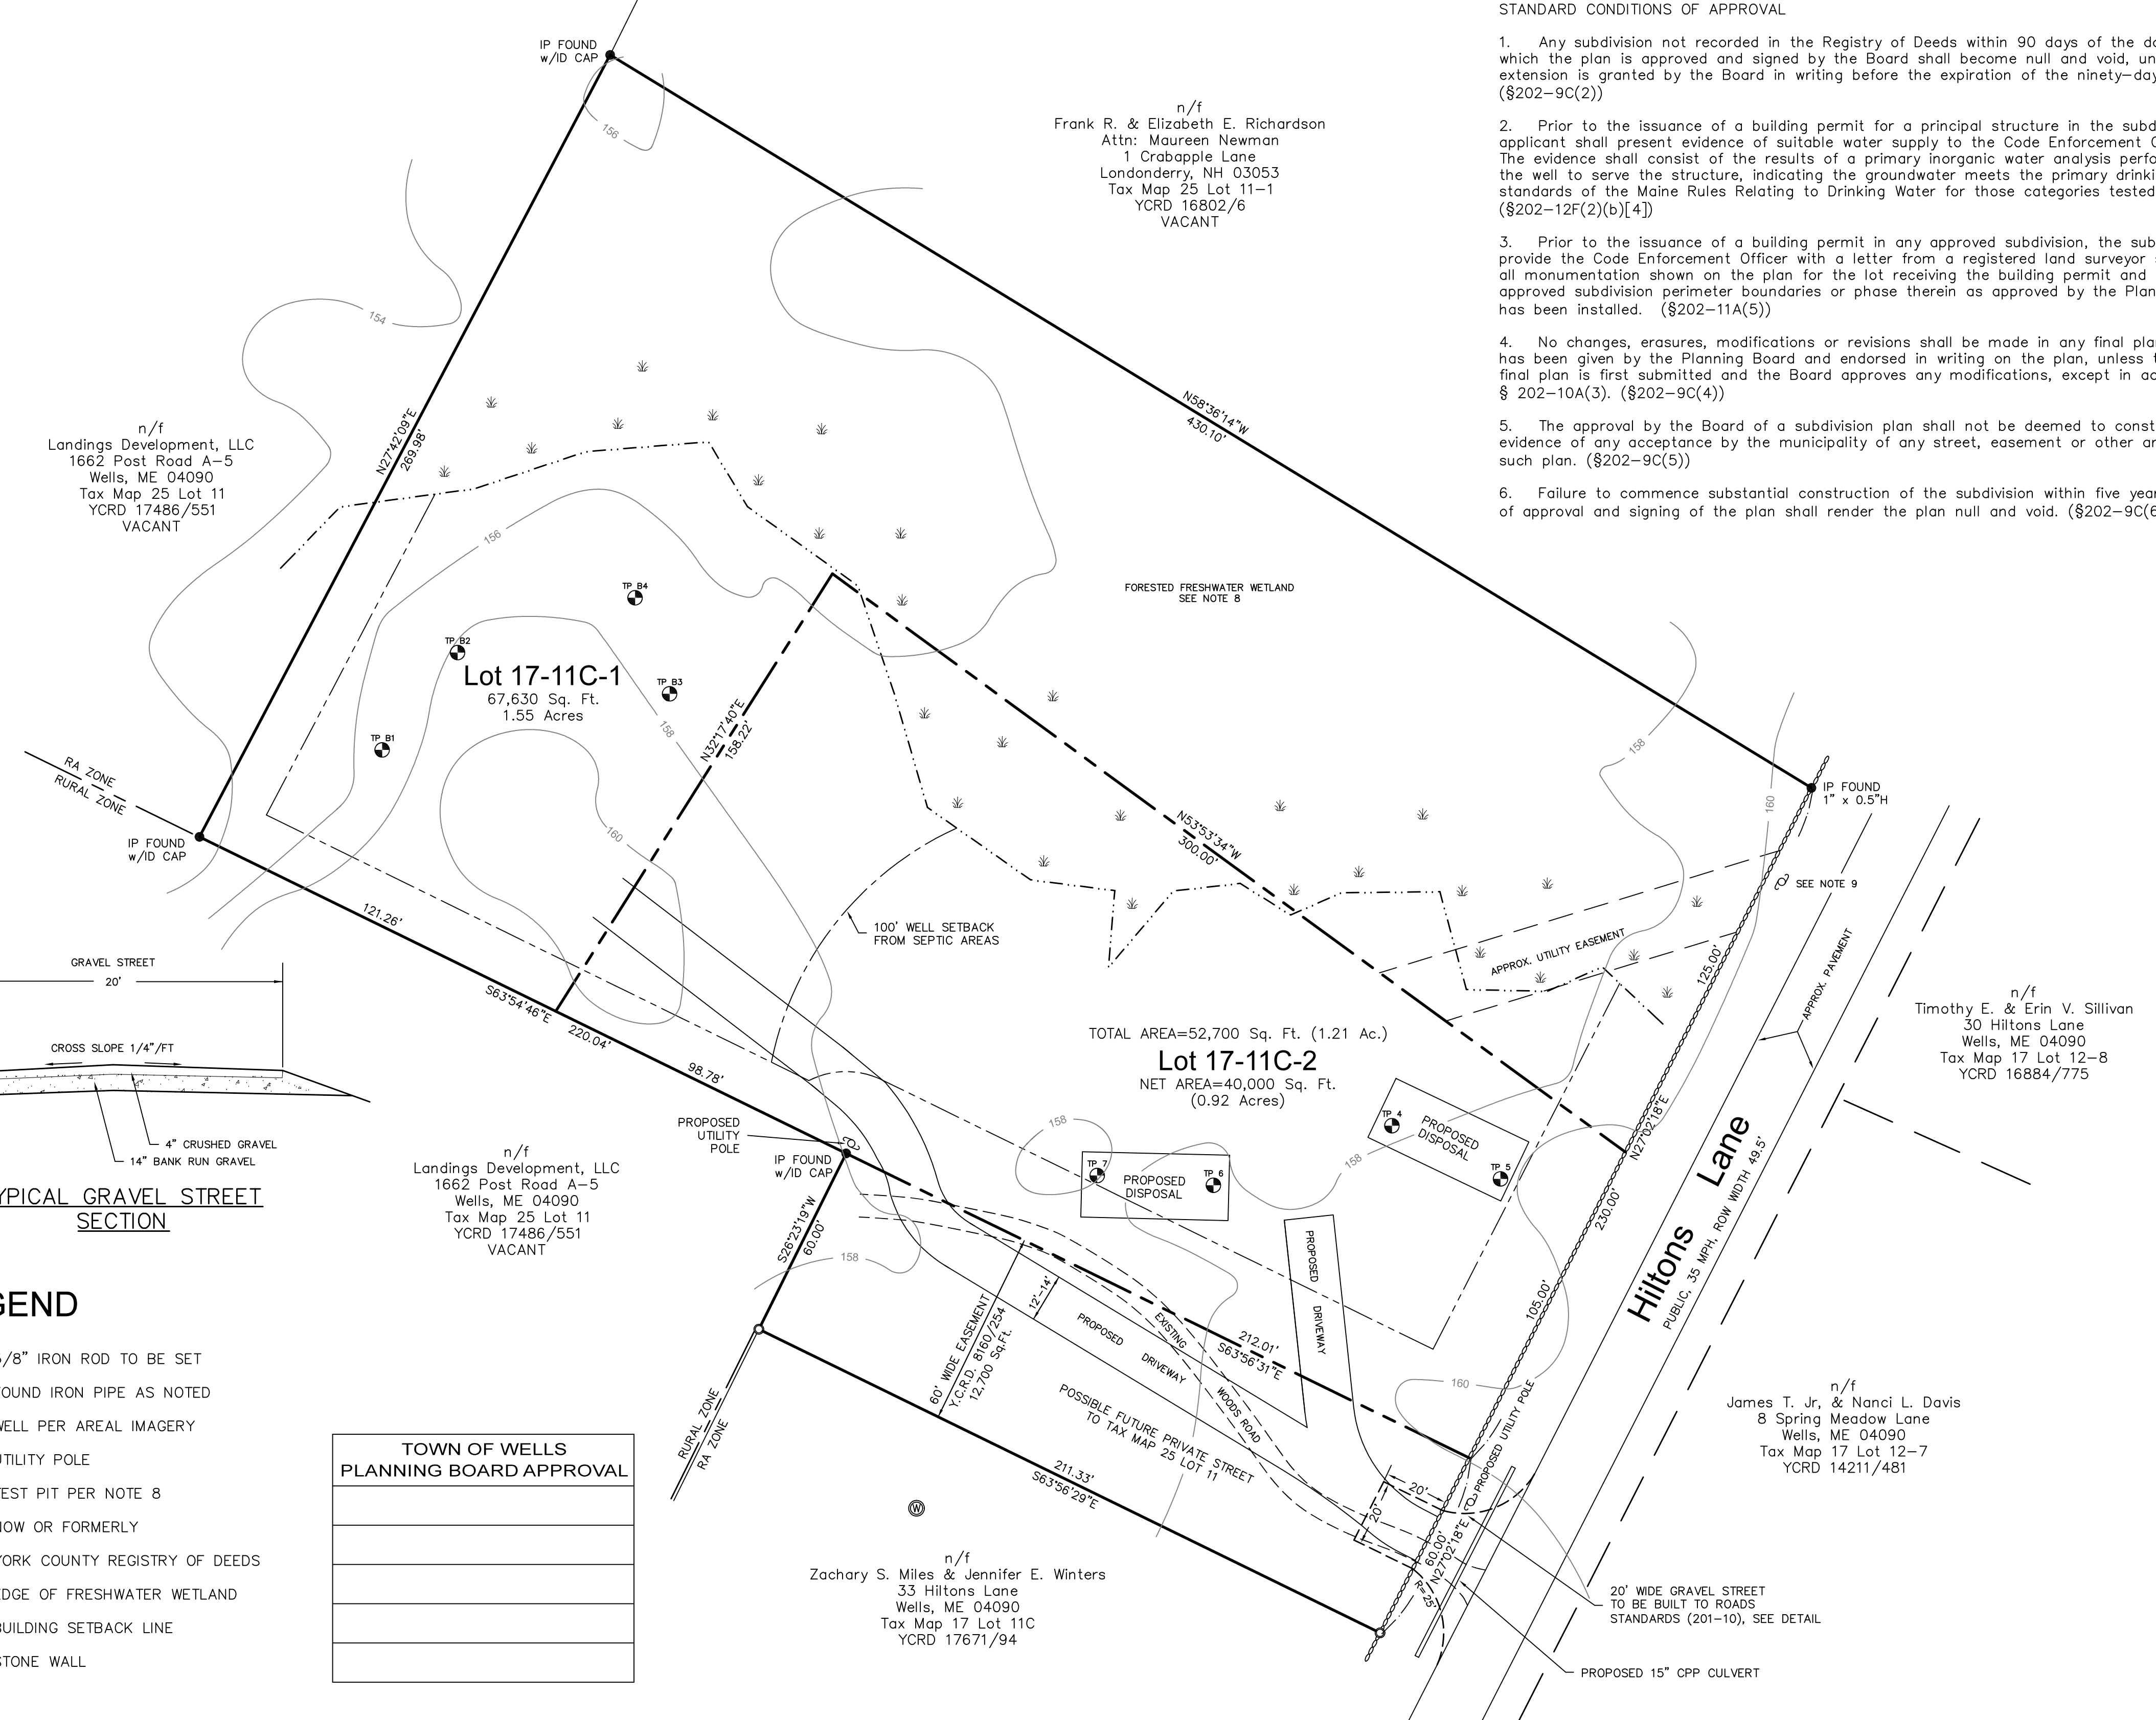 STANDARD CONDITIONS OF APPROVAL
1. Any subdivision not recorded in the Registry of Deeds within 90 days of the
which the plan is approved and signed by the Board shall become null and void,
extension is granted by the Board in writing before the expiration of the ninety-day
(§202-9C(2))
2. Prior to the issuance of a building permit for a principal structure in the
applicant shall present evidence of suitable water supply to the Code Enforcement
The evidence shall consist of the results of a primary inorganic water analysis
the well to serve the structure, indicating the groundwater meets the primary
standards of the Maine Rules Relating to Drinking Water for those categories tested
(§202-12F(2)(b)[4])
3. Prior to the issuance of a building permit in any approved subdivision, the
provide the Code Enforcement Officer with a letter from a registered land surveyor
all monumentation shown on the plan for the lot receiving the building permit and
approved subdivision perimeter boundaries or phase therein as approved by the
has been installed. (§202-11A(5))
4. No changes, erasures, modifications or revisions shall be made in any final
has been given by the Planning Board and endorsed in writing on the plan, unless
final plan is first submitted and the Board approves any modifications, except in
§ 202-10A(3). (§202-9C(4))
5. The approval by the Board of a subdivision plan shall not be deemed to
evidence of any acceptance by the municipality of any street, easement or other
such plan. (§202-9C(5))
6. Failure to commence substantial construction of the subdivision within five
of approval and signing of the plan shall render the plan null and void.
IP FOUND
w/ID CAP
156
n/f
Frank R. & Elizabeth E. Richardson
Attn: Maureen Newman
1 Crabapple Lane
Londonderry, NH 03053
Tax Map 25 Lot 11-1
YCRD 16802/6
VACANT
154
N27°42'09"E
269.98'
N58°36'14"W
430.10'
n/f
Landings Development, LLC
1662 Post Road A-5
Wells, ME 04090
Tax Map 25 Lot 11
YCRD 17486/551
VACANT
156
FORESTED FRESHWATER WETLAND
SEE NOTE 8
TP B4
TP B2
Lot 17-11C-1
67,630 Sq. Ft.
1.55 Acres
TP B3
TP B1
158
N32°17'40"E
158.22'
158
160
RA ZONE
RURAL ZONE
IP FOUND
w/ID CAP
160
IP FOUND
1" x 0.5"H
N53°53'34"W
300.00'
SEE NOTE 9
121.26'
100' WELL SETBACK
FROM SEPTIC AREAS
APPROX. UTILITY EASEMENT
125.00'
APPROX. PAVEMENT
GRAVEL STREET
20'
S63°54'46"E
220.04'
98.78'
CROSS SLOPE 1/4"/FT
4" CRUSHED GRAVEL
14" BANK RUN GRAVEL
SECTION
TOTAL AREA=52,700 Sq. Ft. (1.21 Ac.)
Lot 17-11C-2
NET AREA=40,000 Sq. Ft.
(0.92 Acres)
n/f
Timothy E. & Erin V. Sillivan
30 Hiltons Lane
Wells, ME 04090
Tax Map 17 Lot 12-8
YCRD 16884/775
PROPOSED
UTILITY
POLE
IP FOUND
w/ID CAP
158
TP 4
PROPOSED
DISPOSAL
TP 5
158
TP 7
PROPOSED
DISPOSAL
TP 6
N27°02'18"E
230.00'
Hiltons Lane
PUBLIC, 35 MPH, ROW WIDTH 49.5'
n/f
Landings Development, LLC
1662 Post Road A-5
Wells, ME 04090
Tax Map 25 Lot 11
YCRD 17486/551
VACANT
S26°23'19"W
60.00'
158
60' WIDE EASEMENT
Y.C.R.D. 8160/254
12,700 Sq.Ft.
12'-14'
PROPOSED DRIVEWAY
EXISTING WOODS ROAD
PROPOSED DRIVEWAY
212.01'
S63°56'31"E
105.00'
160
POSSIBLE FUTURE PRIVATE STREET
TO TAX MAP 25 LOT 11
RURAL ZONE
RA ZONE
211.33'
S63°56'29"E
PROPOSED UTILITY POLE
20'
20'
60.00'
N27°02'18"E
R=25'
n/f
James T. Jr, & Nanci L. Davis
8 Spring Meadow Lane
Wells, ME 04090
Tax Map 17 Lot 12-7
YCRD 14211/481
W
n/f
Zachary S. Miles & Jennifer E. Winters
33 Hiltons Lane
Wells, ME 04090
Tax Map 17 Lot 11C
YCRD 17671/94
20' WIDE GRAVEL STREET
TO BE BUILT TO ROADS
STANDARDS (201-10), SEE DETAIL
PROPOSED 15" CPP CULVERT
TYPICAL GRAVEL STREET
IRON ROD TO BE SET
FOUND IRON PIPE AS NOTED
WELL PER AREAL IMAGERY
UTILITY POLE
TEST PIT PER NOTE 8
NOW OR FORMERLY
YORK COUNTY REGISTRY OF DEEDS
EDGE OF FRESHWATER WETLAND
BUILDING SETBACK LINE
STONE WALL
TOWN OF WELLS
PLANNING BOARD APPROVAL